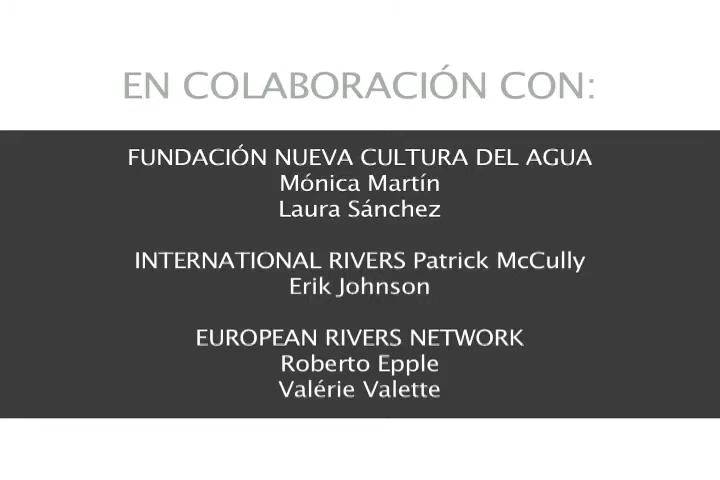 EN COLABORACIÓN CON:
FUNDACIÓN NUEVA CULTURA DEL AGUA
Mónica Martín
Laura Sánchez
INTERNATIONAL RIVERS Patrick McCully
Erik Johnson
EUROPEAN RIVERS NETWORK
Roberto Epple
Valérie Valette